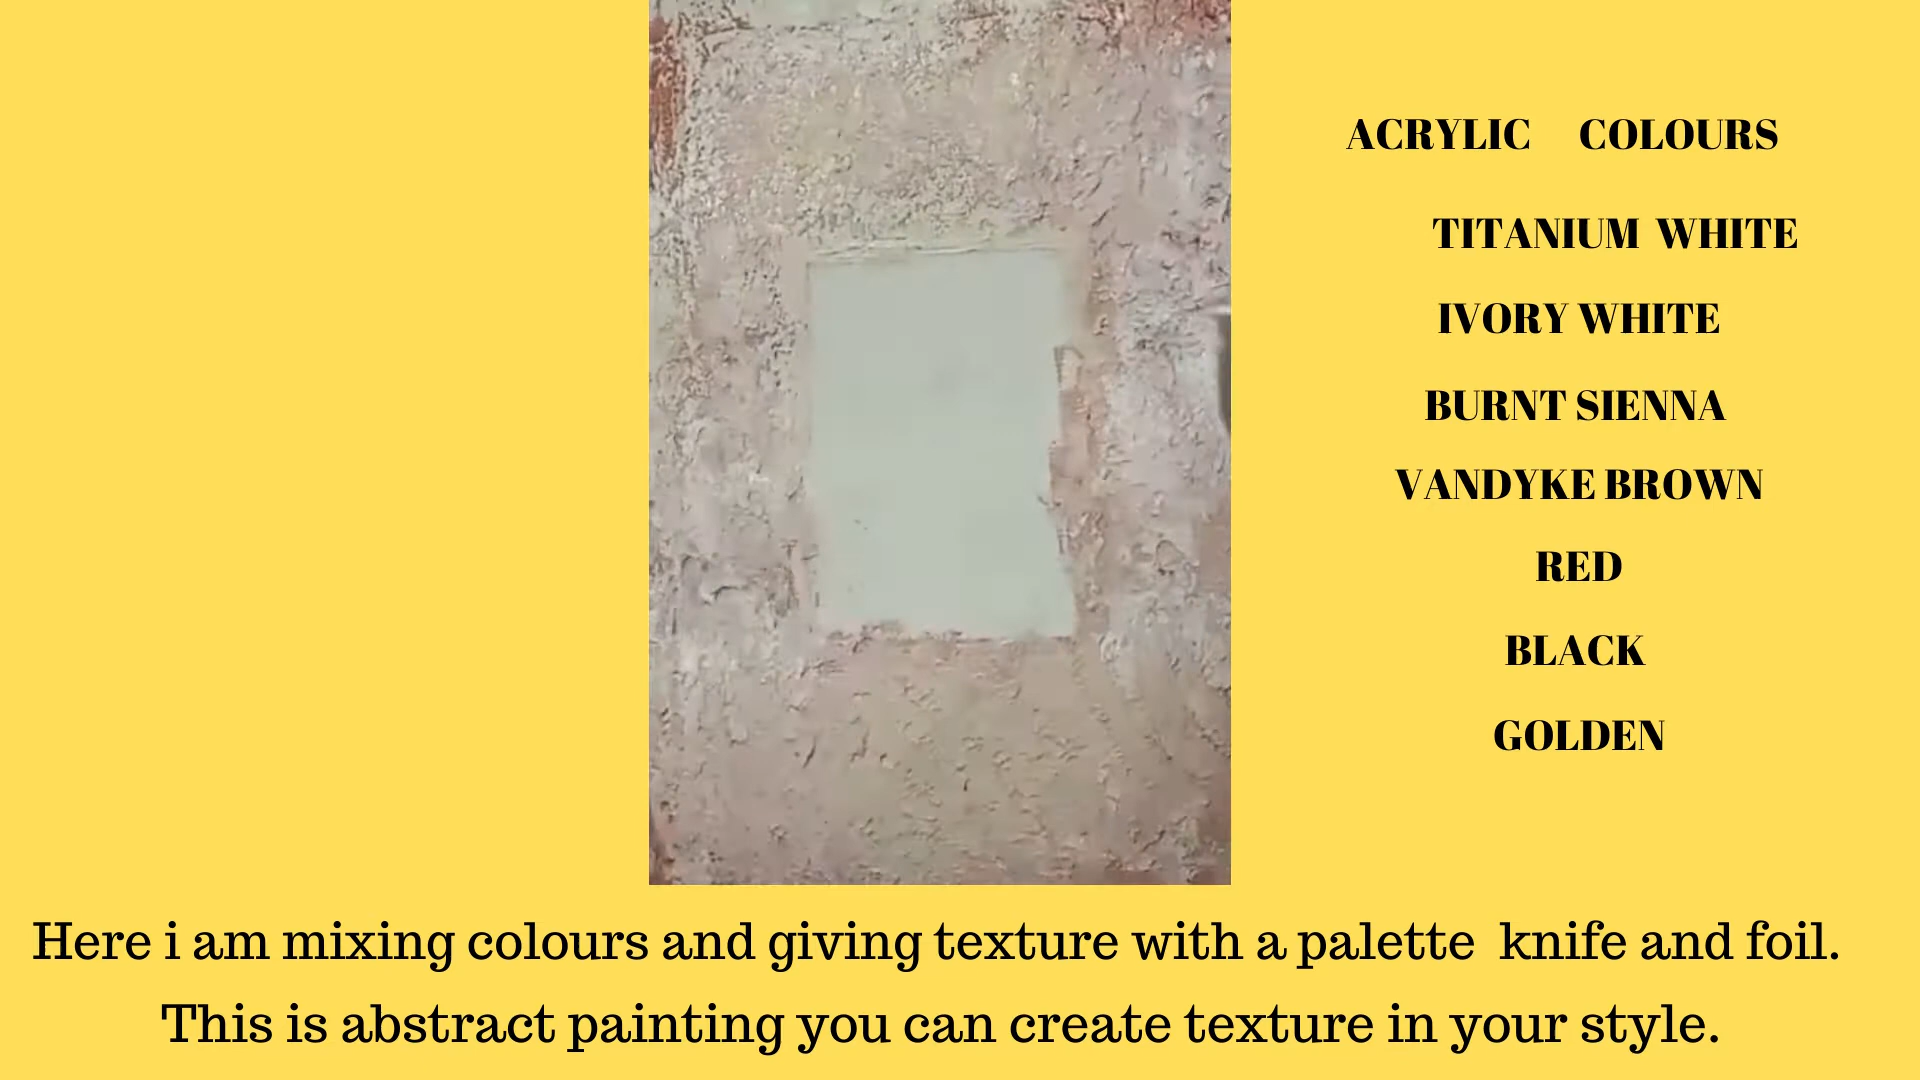 ACRYLIC COLOURS
TITANIUM WHITE
IVORY WHITE
BURNT SIENNA
VANDYKE BROWN
RED
BLACK
GOLDEN
Here i am mixing colours and giving texture with a palette knife and foil.
This is abstract painting you can create texture in your style.